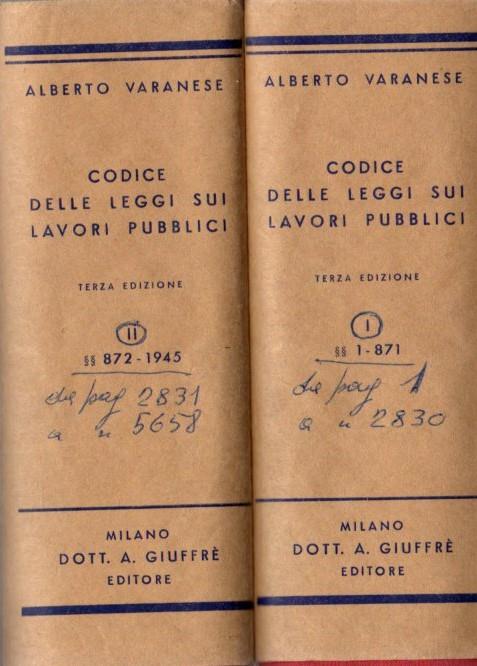 ALBERTO VARANESE
CODICE
DELLE LEGGI SUI
LAVORI PUBBLICI
TERZA EDIZIONE
II
§§ 872-1945
da pag 2831
a n 5658
MILANO
DOTT. A. GIUFFRÈ
EDITORE
ALBERTO VARANESE
CODICE
DELLE LEGGI SUI
LAVORI PUBBLICI
TERZA EDIZIONE
I
§§ 1-871
da pag 1
a n 2830
MILANO
DOTT. A. GIUFFRÈ
EDITORE